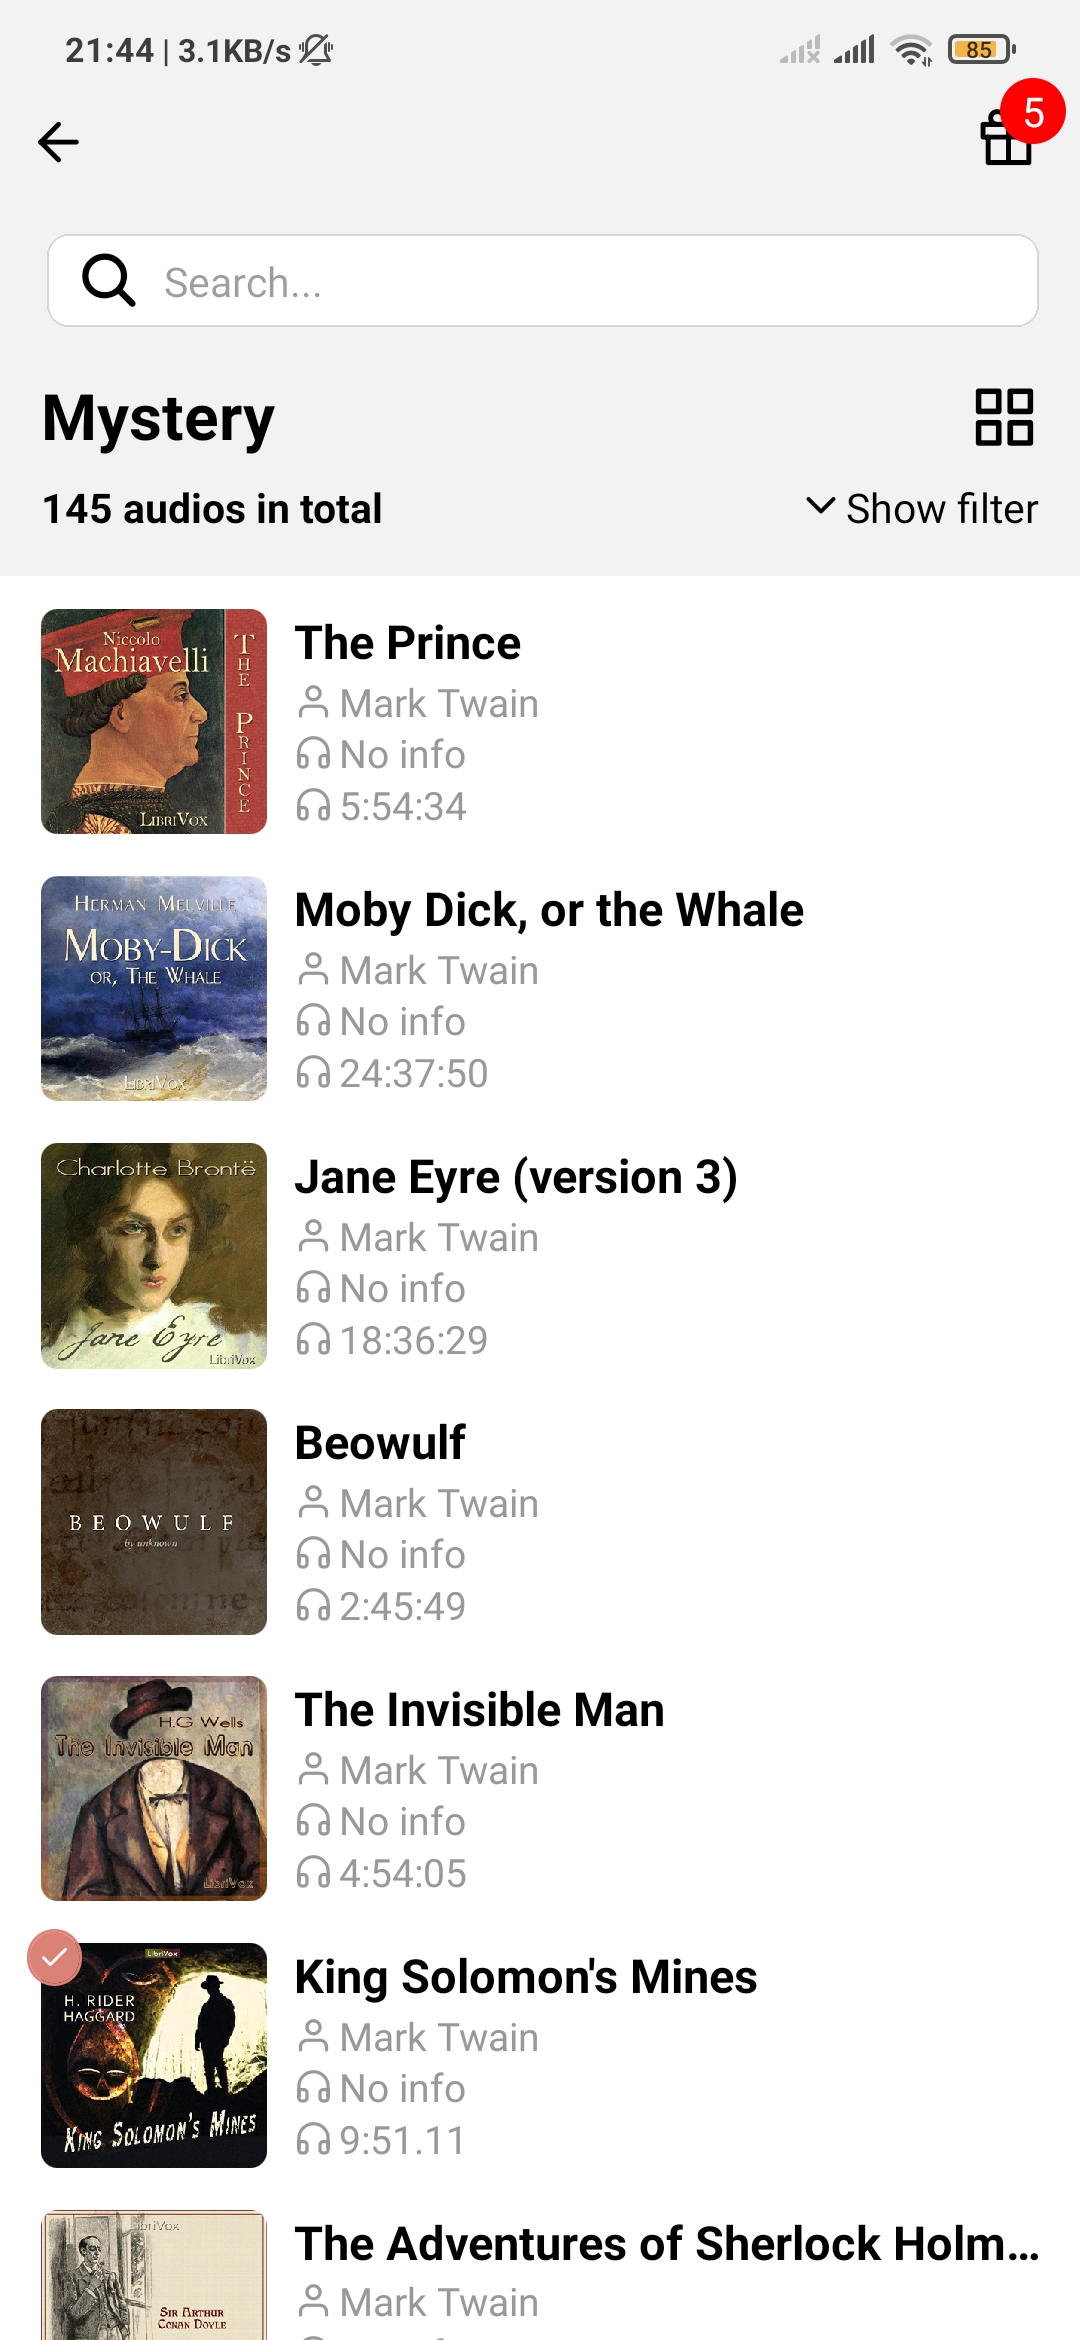 21:44 | 3.1KB/s
85
5
Search...
Mystery
145 audios in total
Show filter
Niccolo
Machiavelli
THE PRINCE
LibriVox
The Prince
Mark Twain
No info
5:54:34
Herman Melville
Moby-Dick
or, The Whale
LibriVox
Moby Dick, or the Whale
Mark Twain
No info
24:37:50
Charlotte Brontë
Jane Eyre
LibriVox
Jane Eyre (version 3)
Mark Twain
No info
18:36:29
BEOWULF
by unknown
Beowulf
Mark Twain
No info
2:45:49
H.G Wells
The Invisible Man
LibriVox
The Invisible Man
Mark Twain
No info
4:54:05
LibriVox
H. RIDER
HAGGARD
King Solomon's Mines
King Solomon's Mines
Mark Twain
No info
9:51.11
LibriVox
Sir Arthur
Conan Doyle
The Adventures of Sherlock Holm...
Mark Twain